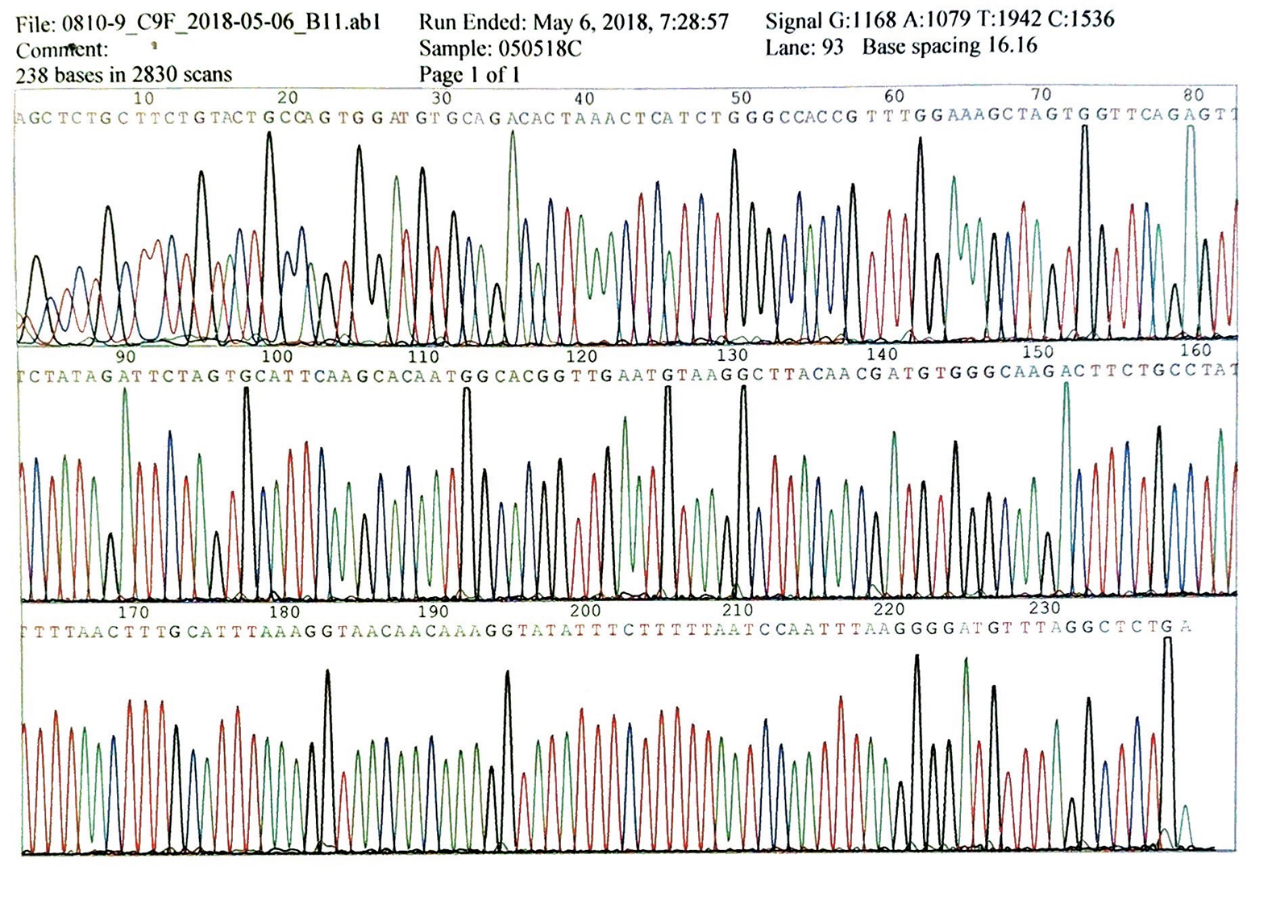 File: 0810-9_C9F_2018-05-06_B11.ab1 Run Ended: May 6, 2018, 7:28:57 Signal G:1168 A:1079 T:1942 C:1536
Comment: Sample: 050518C Lane: 93 Base spacing 16.16
238 bases in 2830 scans Page 1 of 1
10 20 30 40 50 60 70 80
AGCTCTGCTTCTGTACTGCCAGTGGATGTGCAGACACTAAACTCATCTGGGCCACCGTTTGGAAAGCTAGTGGTTCAGAGTT
90 100 110 120 130 140 150 160
TCTATAGATTCTAGTGCATTCAAGCACAATGGCACGGTTGAATGTAAGGCTTACAACGATGTGGGCAAGACTTCTGCCTAT
170 180 190 200 210 220 230
TTTTAACTTTGCATTTAAAGGTAACAACAAAGGTATATTTCTTTTTTAATCCAATTTAAGGGGATGTTTAGGCTCTGA